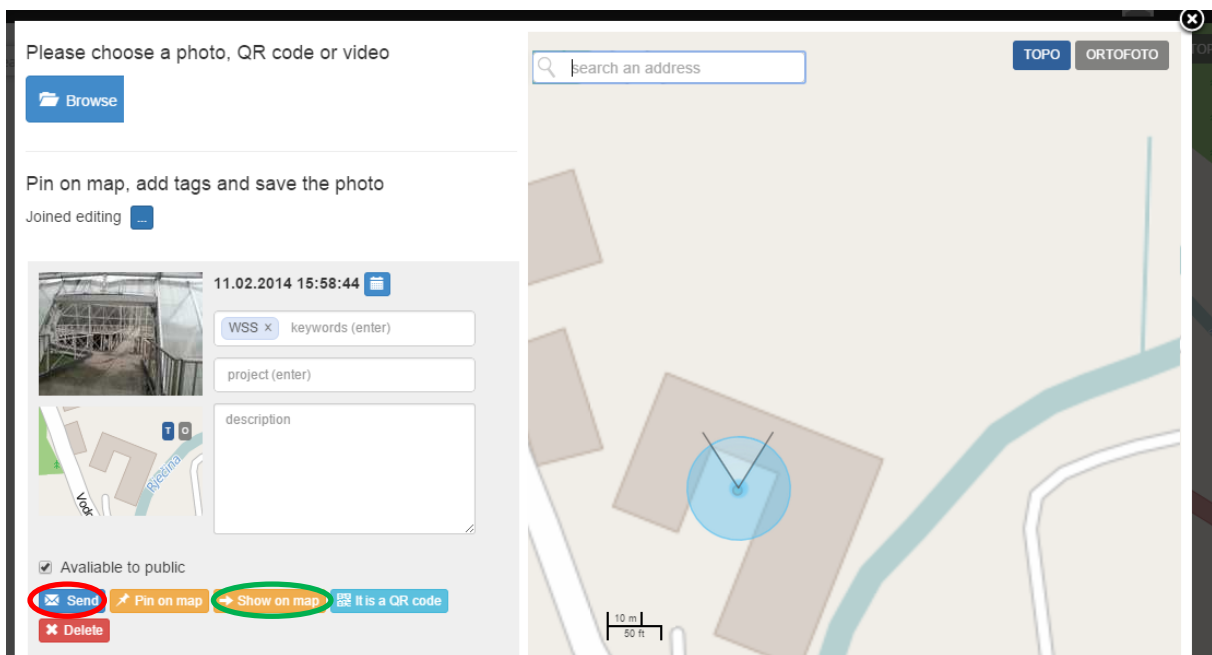 Please choose a photo, QR code or video
Browse
Pin on map, add tags and save the photo
Joined editing ...
11.02.2014 15:58:44
WSS × keywords (enter)
project (enter)
description
T O
Rječina
Avaliable to public
Send Pin on map Show on map It is a QR code
Delete
search an address
TOPO ORTOFOTO
10 m
50 ft